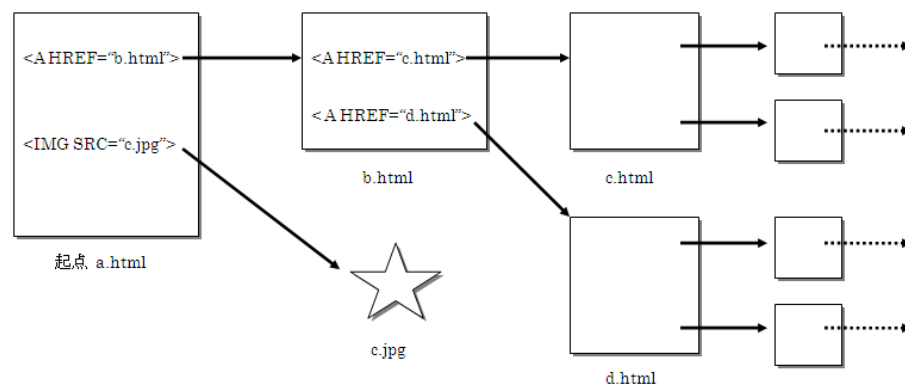 <A HREF=“b.html”>
<IMG SRC=“c.jpg”>
起点 a.html
<A HREF=“c.html”>
<A HREF=“d.html”>
b.html
c.jpg
c.html
d.html